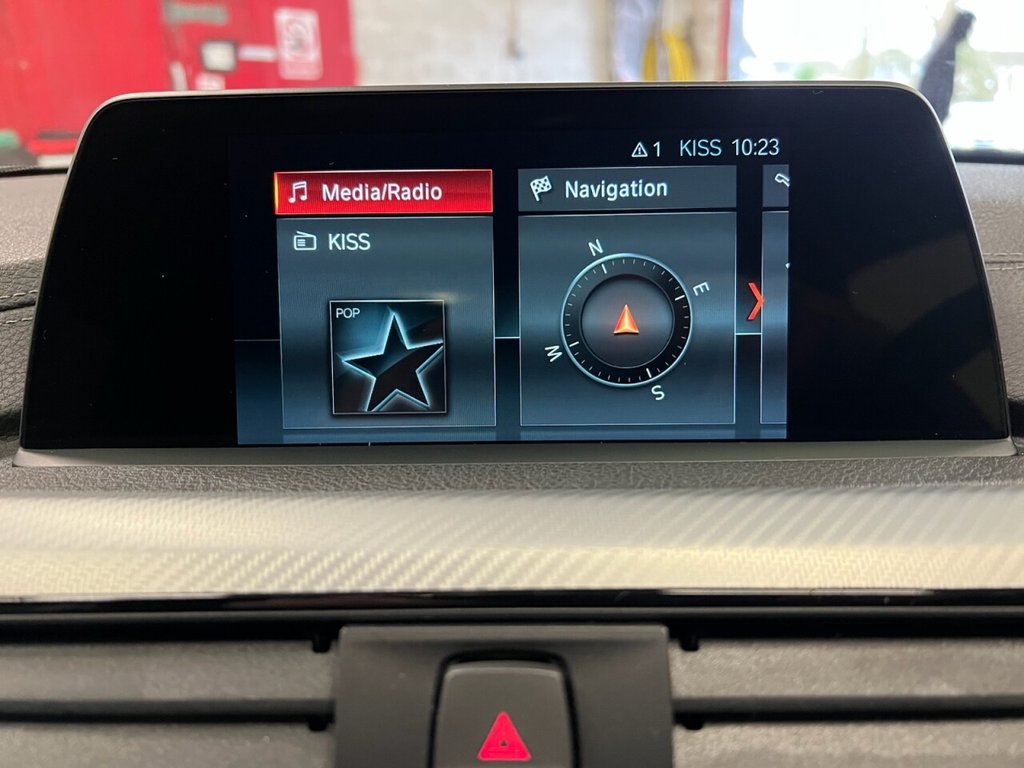 1 KISS 10:23
Media/Radio
Navigation
KISS
POP
N
E
W
S